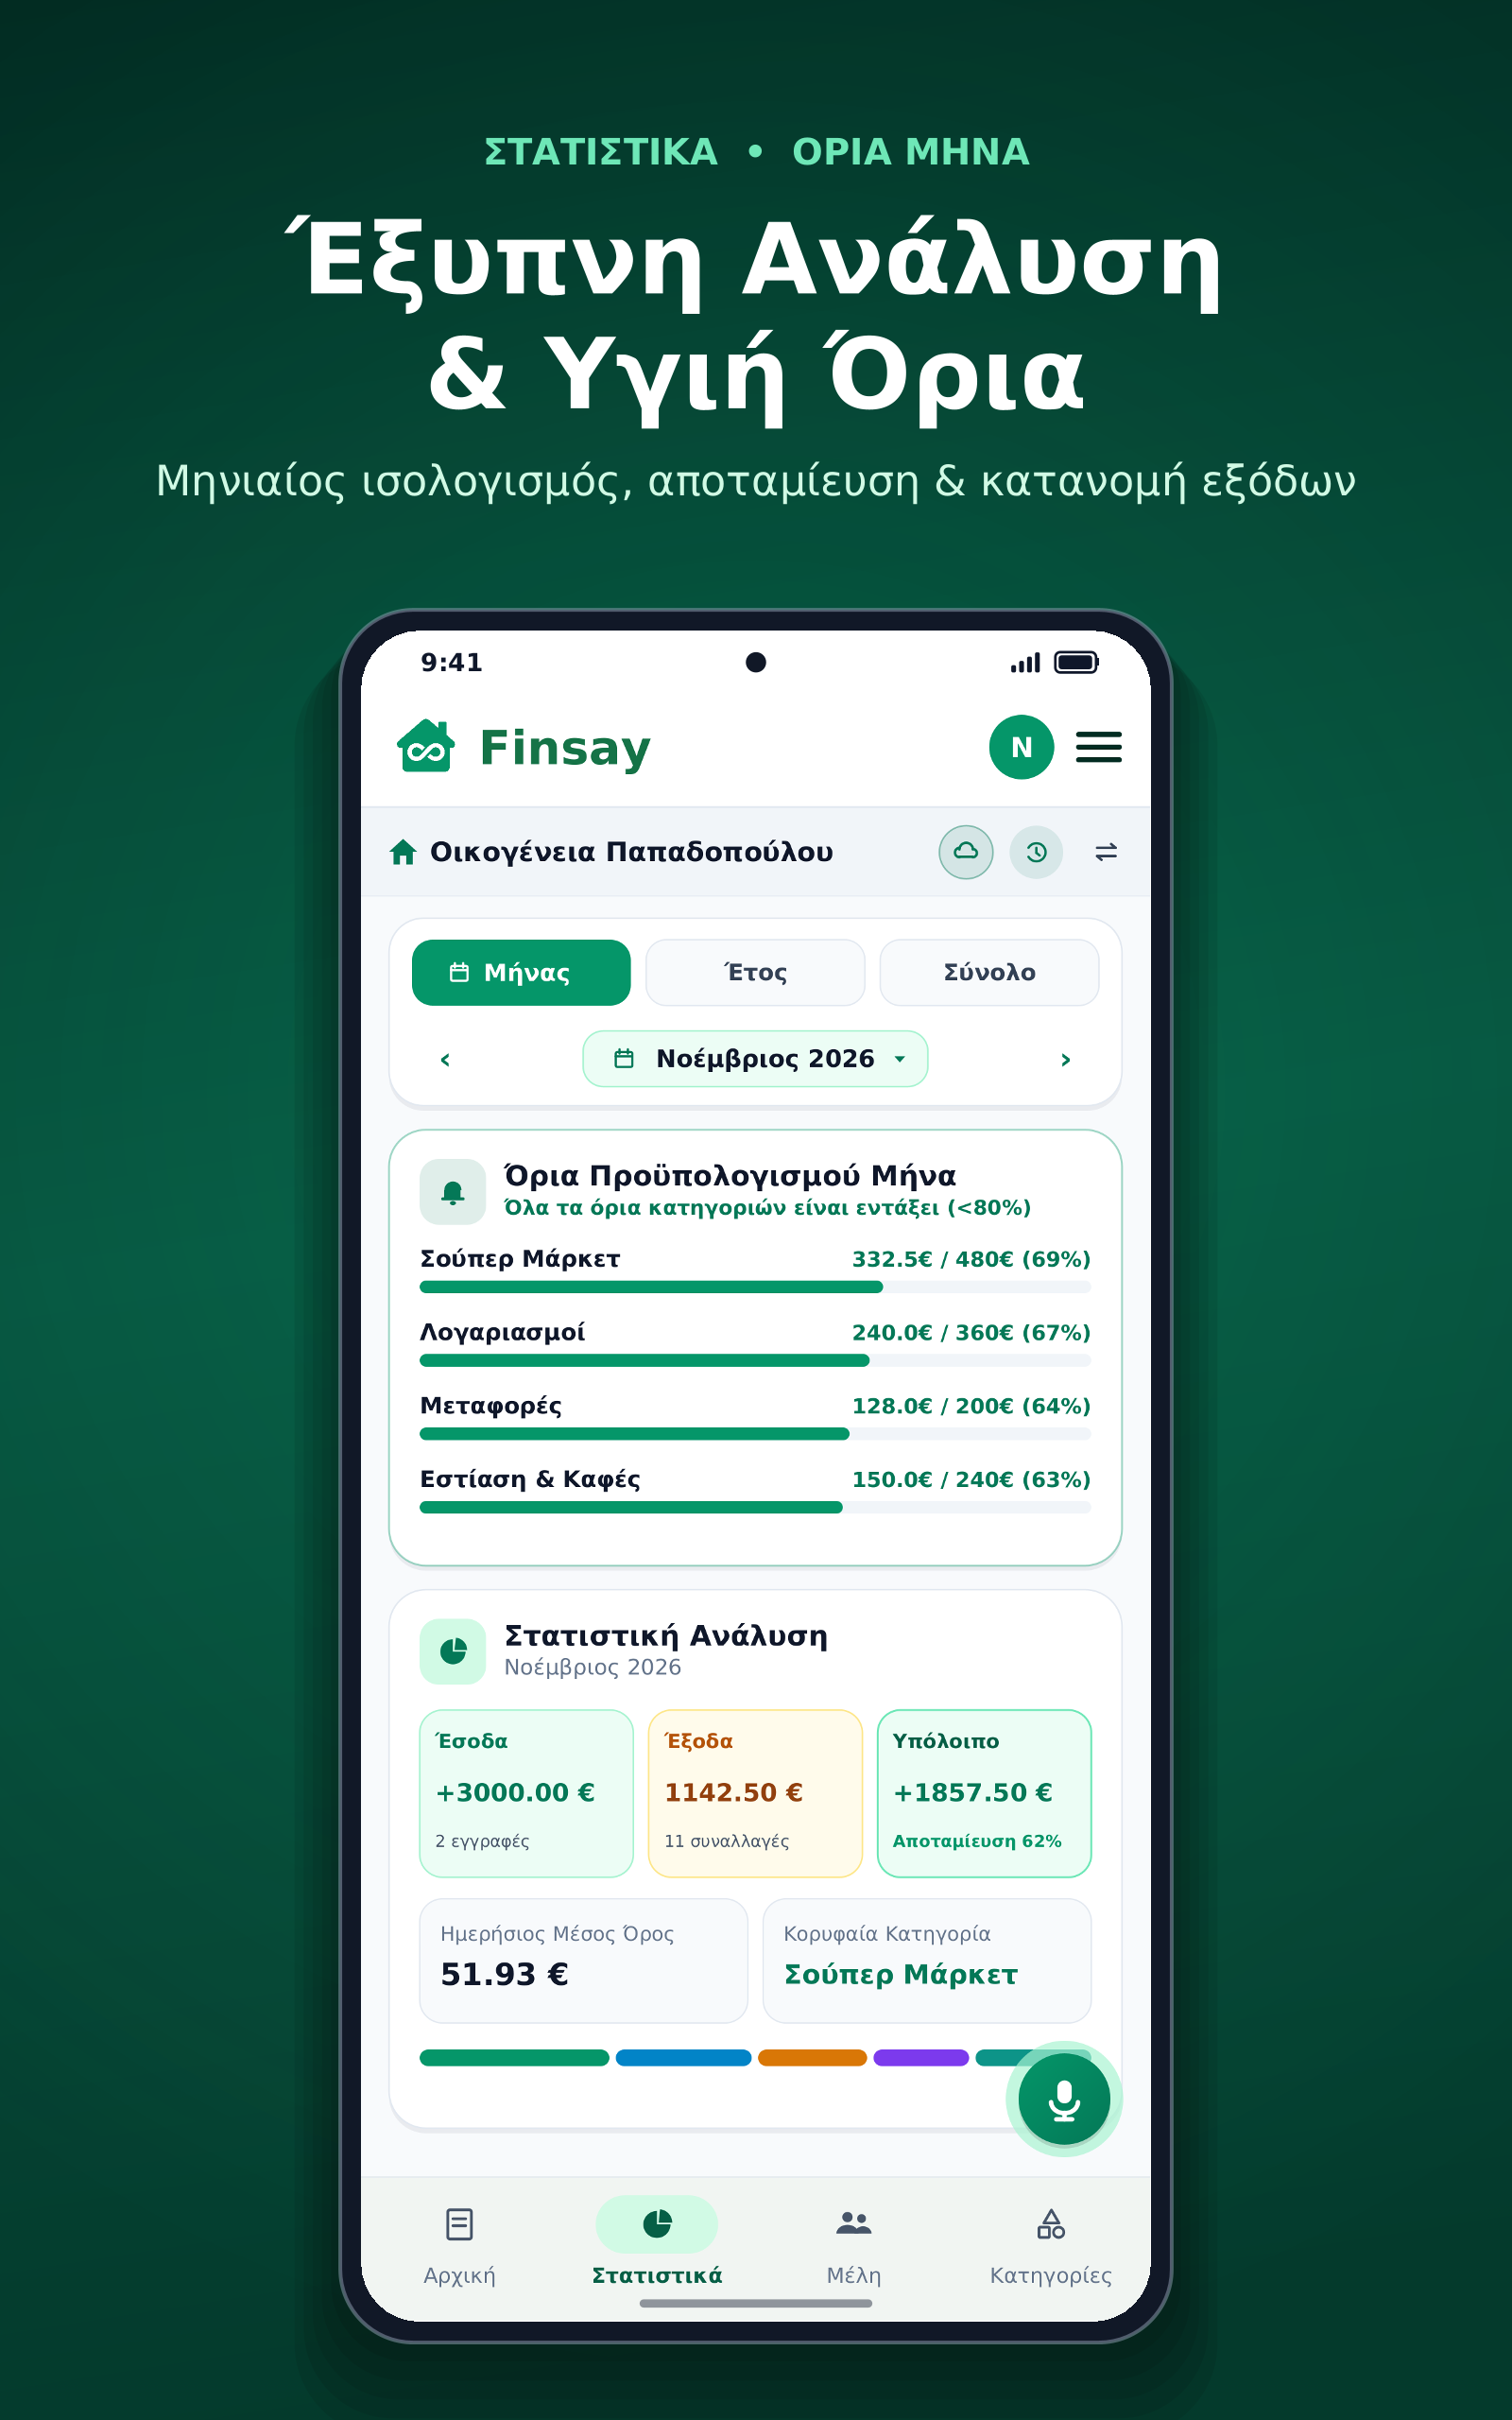 ΣΤΑΤΙΣΤΙΚΑ • ΟΡΙΑ ΜΗΝΑ
Έξυπνη Ανάλυση
& Υγιή Όρια
Μηνιαίος ισολογισμός, αποταμίευση & κατανομή εξόδων
9:41
Finsay
N
Οικογένεια Παπαδοπούλου
Μήνας
Έτος
Σύνολο
‹ Νοέμβριος 2026 ›
Όρια Προϋπολογισμού Μήνα
Όλα τα όρια κατηγοριών είναι εντάξει (<80%)
Σούπερ Μάρκετ 332.5€ / 480€ (69%)
Λογαριασμοί 240.0€ / 360€ (67%)
Μεταφορές 128.0€ / 200€ (64%)
Εστίαση & Καφές 150.0€ / 240€ (63%)
Στατιστική Ανάλυση
Νοέμβριος 2026
Έσοδα
+3000.00 €
2 εγγραφές
Έξοδα
1142.50 €
11 συναλλαγές
Υπόλοιπο
+1857.50 €
Αποταμίευση 62%
Ημερήσιος Μέσος Όρος
51.93 €
Κορυφαία Κατηγορία
Σούπερ Μάρκετ
Αρχική
Στατιστικά
Μέλη
Κατηγορίες